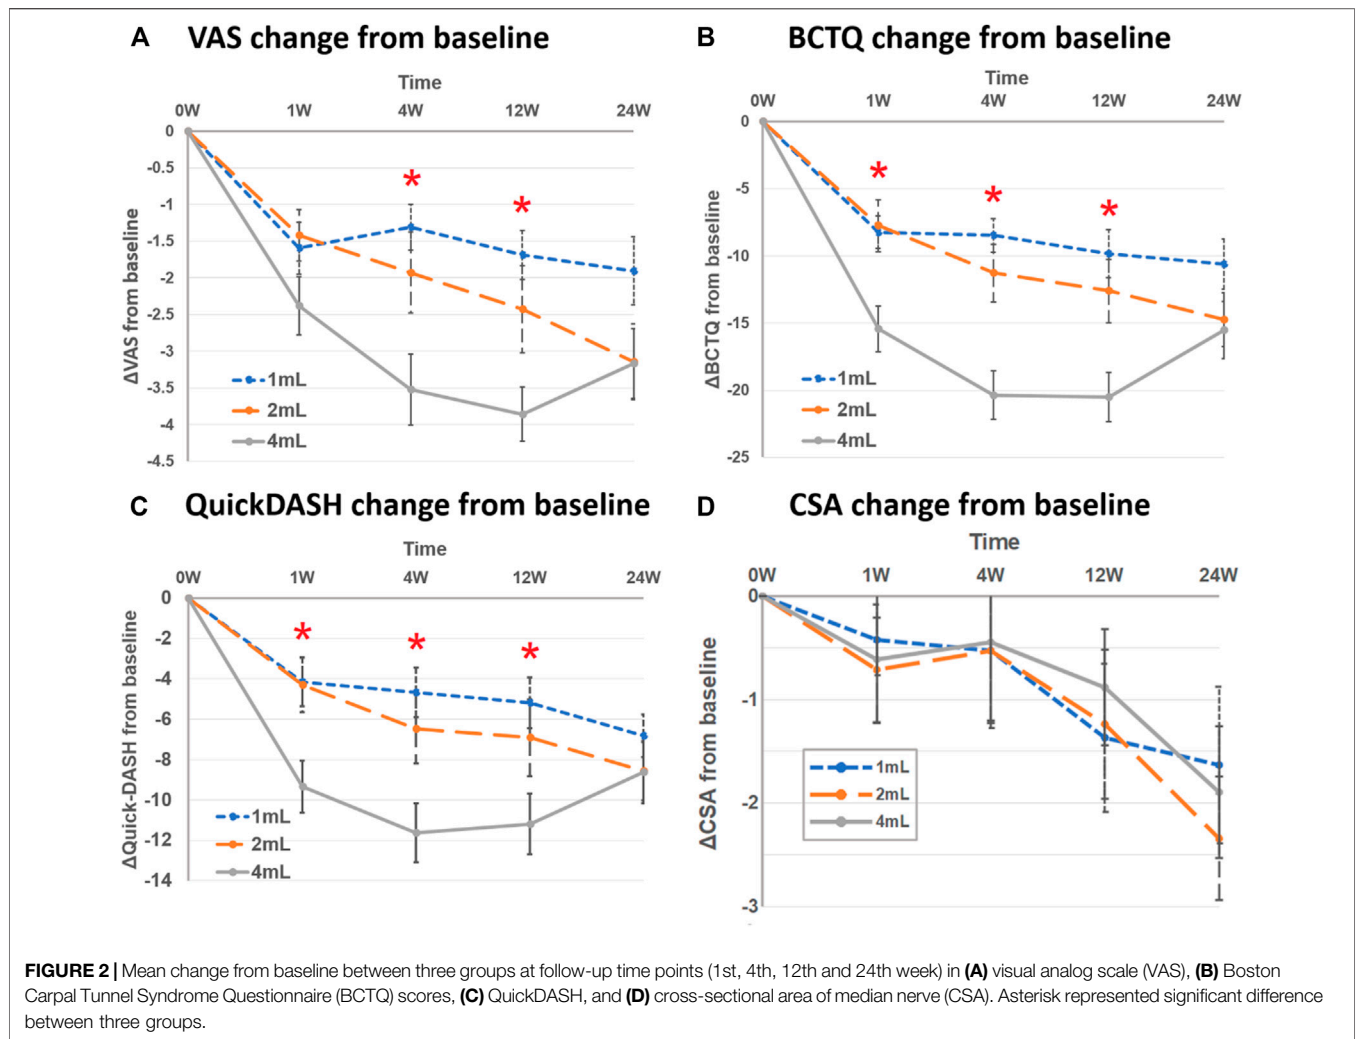 A VAS change from baseline
Time
0W 1W 4W 12W 24W
0
-0.5
-1
-1.5
-2
-2.5
-3
-3.5
-4
-4.5
ΔVAS from baseline
*
*
1mL
2mL
4mL
B BCTQ change from baseline
Time
0W 1W 4W 12W 24W
0
-5
-10
-15
-20
-25
ΔBCTQ from baseline
*
*
*
1mL
2mL
4mL
C QuickDASH change from baseline
Time
0W 1W 4W 12W 24W
0
-2
-4
-6
-8
-10
-12
-14
ΔQuick-DASH from baseline
*
*
*
1mL
2mL
4mL
D CSA change from baseline
Time
0W 1W 4W 12W 24W
0
-1
-2
-3
ΔCSA from baseline
1mL
2mL
4mL
FIGURE 2 | Mean change from baseline between three groups at follow-up time points (1st, 4th, 12th and 24th week) in (A) visual analog scale (VAS), (B) Boston
Carpal Tunnel Syndrome Questionnaire (BCTQ) scores, (C) QuickDASH, and (D) cross-sectional area of median nerve (CSA). Asterisk represented significant difference
between three groups.